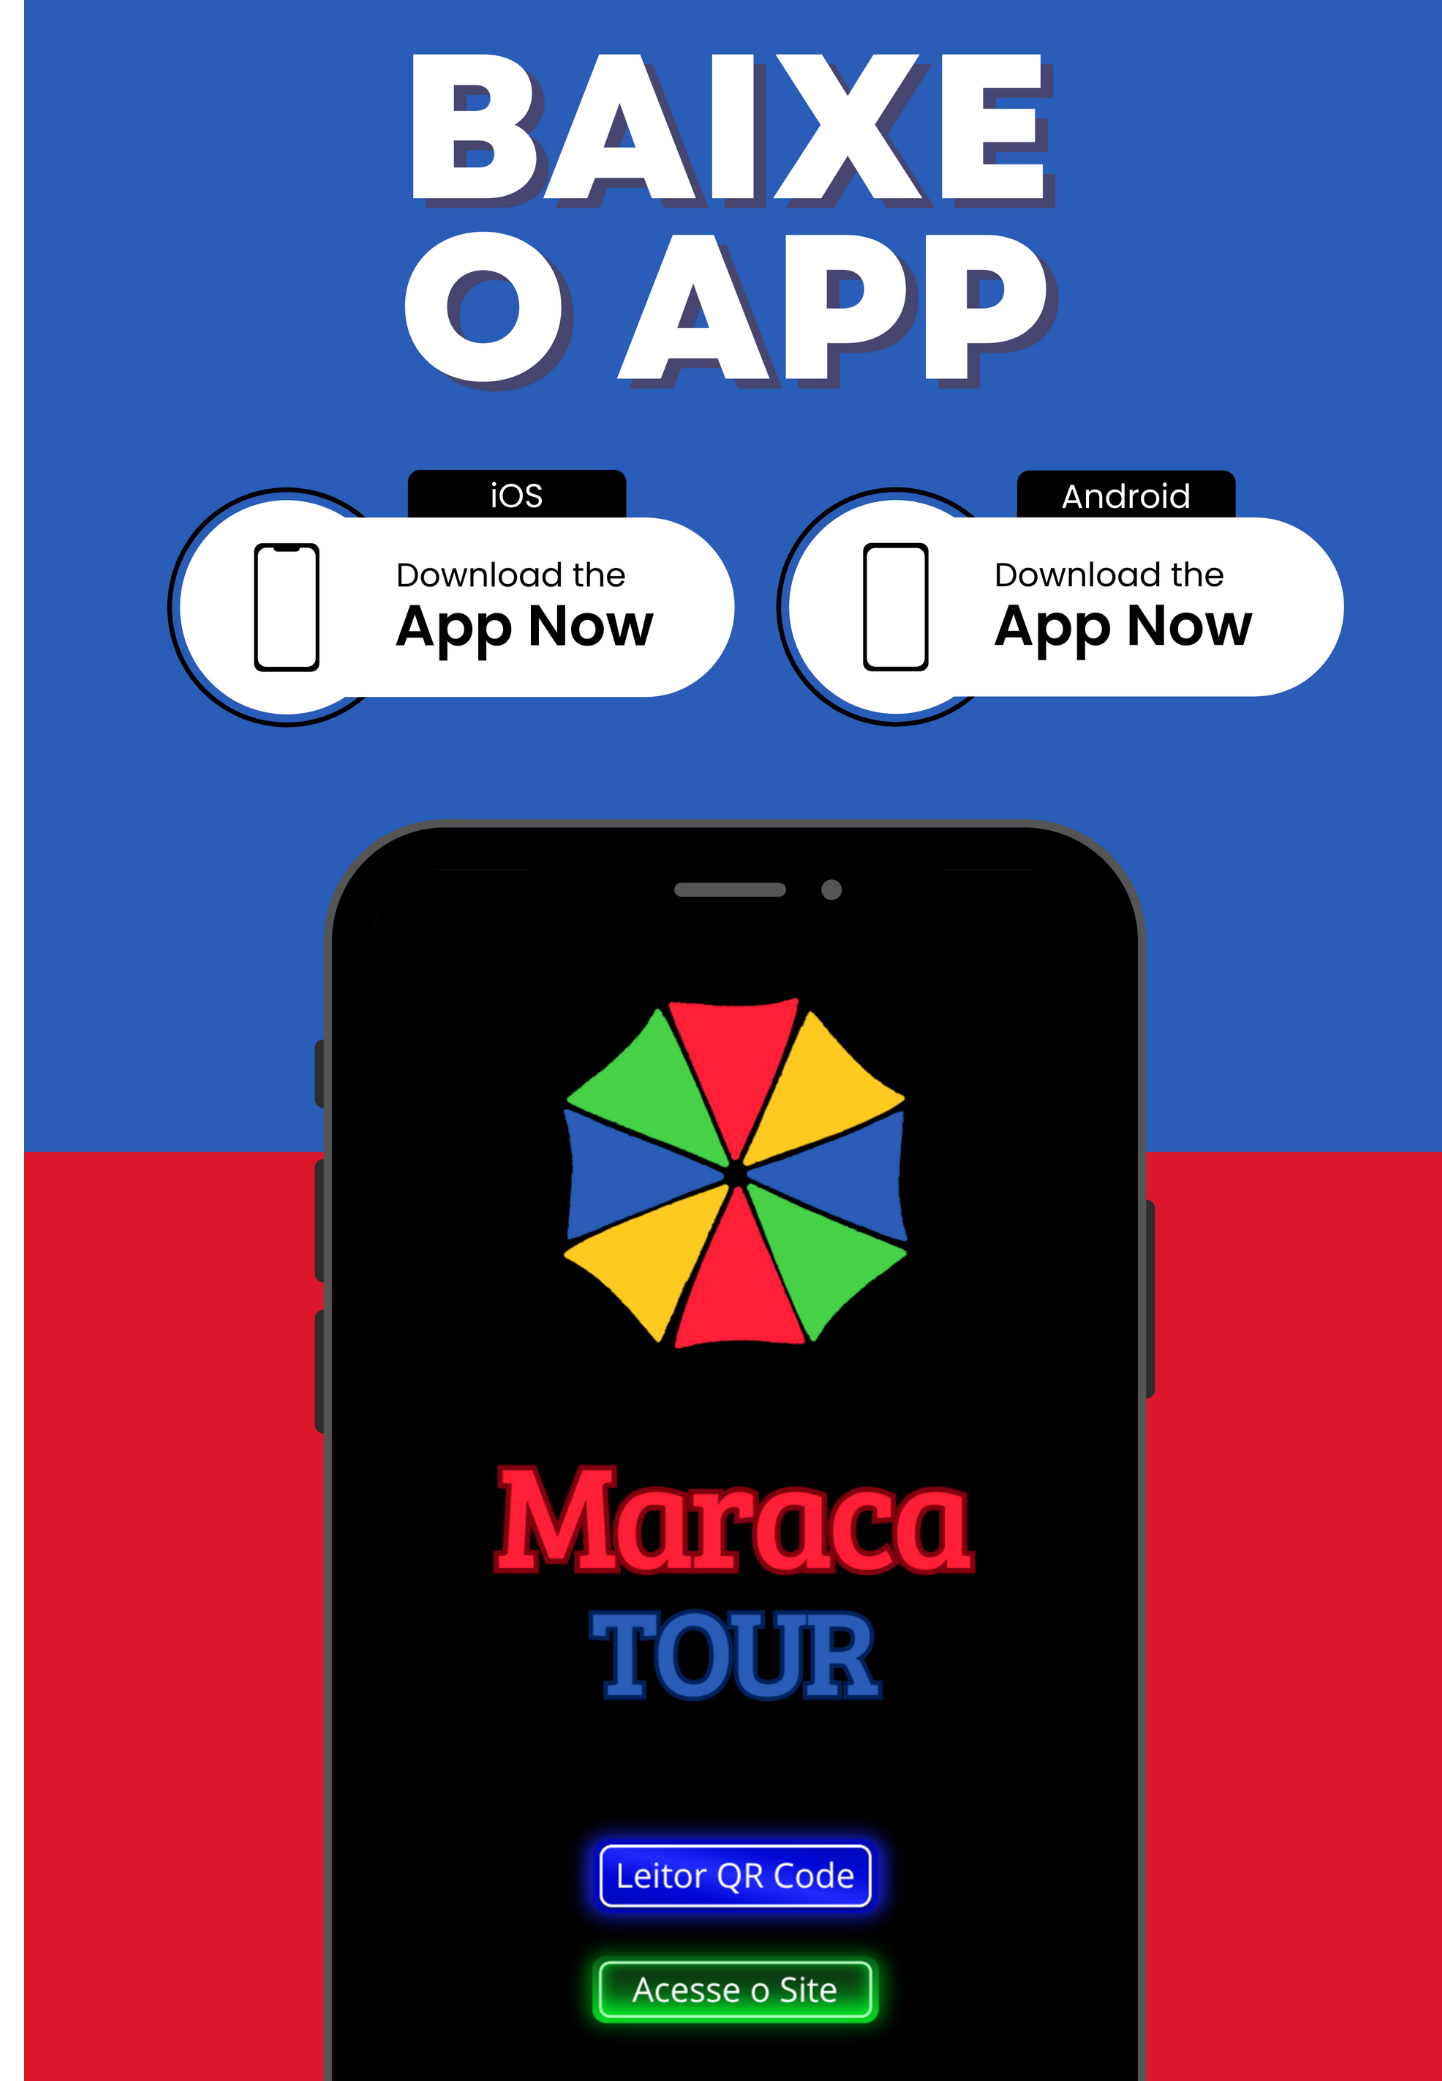 BAIXE
O APP
iOS
Download the
App Now
Android
Download the
App Now
Maraca
TOUR
Leitor QR Code
Acesse o Site